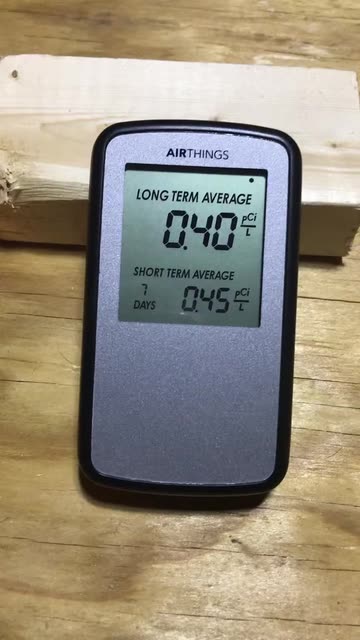 AIRTHINGS
LONG TERM AVERAGE
0.40 pCi/L
SHORT TERM AVERAGE
7 DAYS 0.45 pCi/L